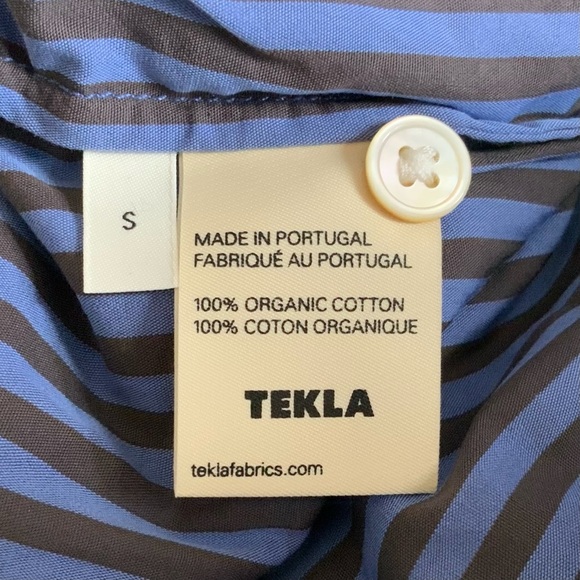 S
MADE IN PORTUGAL
FABRIQUÉ AU PORTUGAL
100% ORGANIC COTTON
100% COTON ORGANIQUE
TEKLA
teklafabrics.com